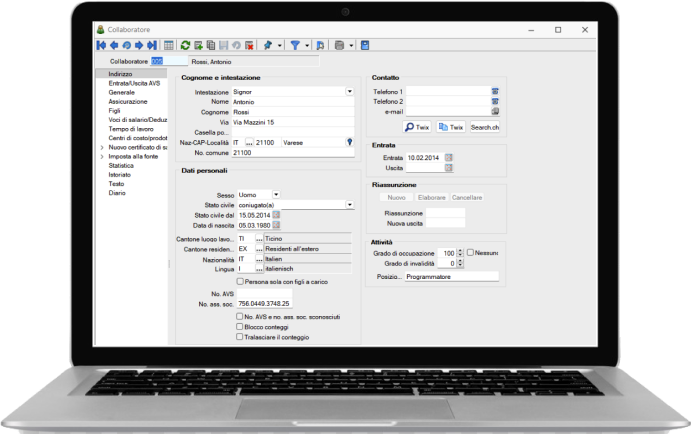 Collaboratore
Collaboratore 005 Rossi, Antonio
Indirizzo
Entrata/Uscita AVS
Generale
Assicurazione
Figli
Voci di salario/Deduz
Tempo di lavoro
Centri di costo/prodot
Nuovo certificato di sa
Imposta alla fonte
Statistica
Istoriato
Testo
Diario
Cognome e intestazione
Intestazione Signor
Nome Antonio
Cognome Rossi
Via Via Mazzini 15
Casella po...
Naz-CAP-Località IT ... 21100 Varese
No. comune 21100
Dati personali
Sesso Uomo
Stato civile coniugato(a)
Stato civile dal 15.05.2014
Data di nascita 05.03.1980
Cantone luogo lavo... TI ... Ticino
Cantone residen... EX ... Residenti all'estero
Nazionalità IT ... Italien
Lingua I ... italienisch
Persona sola con figli a carico
No. AVS
No. ass. soc. 756.0449.3748.25
No. AVS e no. ass. soc. sconosciuti
Blocco conteggi
Tralasciare il conteggio
Contatto
Telefono 1
Telefono 2
e-mail
Twix Twix Search.ch
Entrata
Entrata 10.02.2014
Uscita
Riassunzione
Nuovo Elaborare Cancellare
Riassunzione
Nuova uscita
Attività
Grado di occupazione 100 Nessuni
Grado di invalidità 0
Posizio... Programmatore